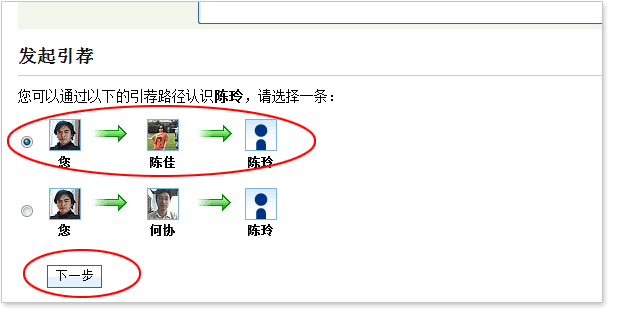 发起引荐
您可以通过以下的引荐路径认识陈玲，请选择一条：
您 陈佳 陈玲
您 何协 陈玲
下一步